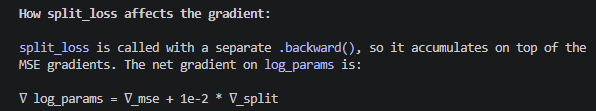 How split_loss affects the gradient:
split_loss is called with a separate .backward(), so it accumulates on top of the
MSE gradients. The net gradient on log_params is:
∇ log_params = ∇_mse + 1e-2 * ∇_split